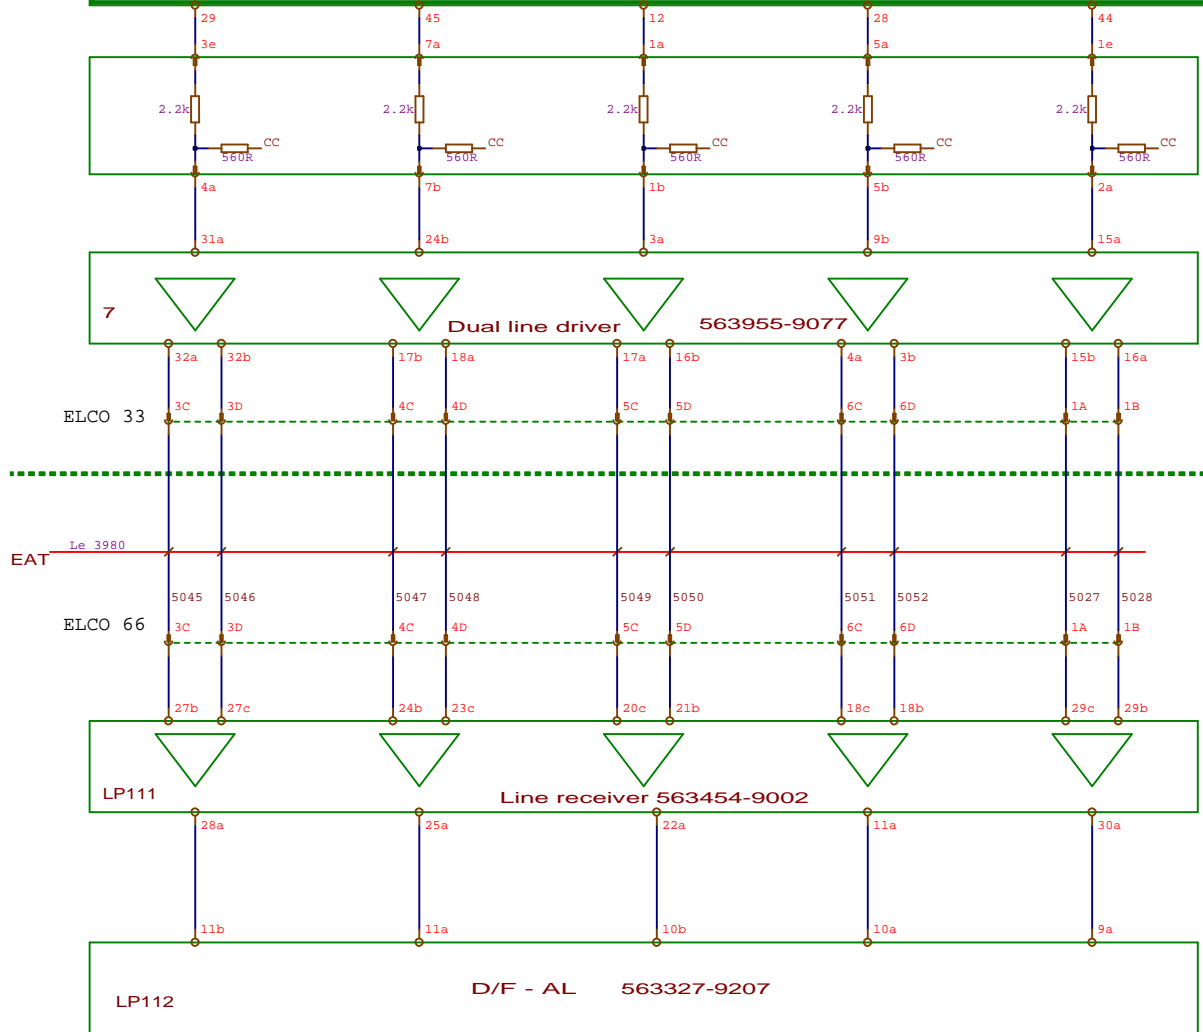 29 45 12 28 44
3e 7a 1a 5a 1e
2.2k 2.2k 2.2k 2.2k 2.2k
CC CC CC CC CC
560R 560R 560R 560R 560R
4a 7b 1b 5b 2a
31a 24b 3a 9b 15a
7
Dual line driver 563955-9077
32a 32b 17b 18a 17a 16b 4a 3b 15b 16a
ELCO 33 3C 3D 4C 4D 5C 5D 6C 6D 1A 1B
Le 3980
EAT
5045 5046 5047 5048 5049 5050 5051 5052 5027 5028
ELCO 66 3C 3D 4C 4D 5C 5D 6C 6D 1A 1B
27b 27c 24b 23c 20c 21b 18c 18b 29c 29b
LP111 Line receiver 563454-9002
28a 25a 22a 11a 30a
11b 11a 10b 10a 9a
D/F - AL 563327-9207
LP112